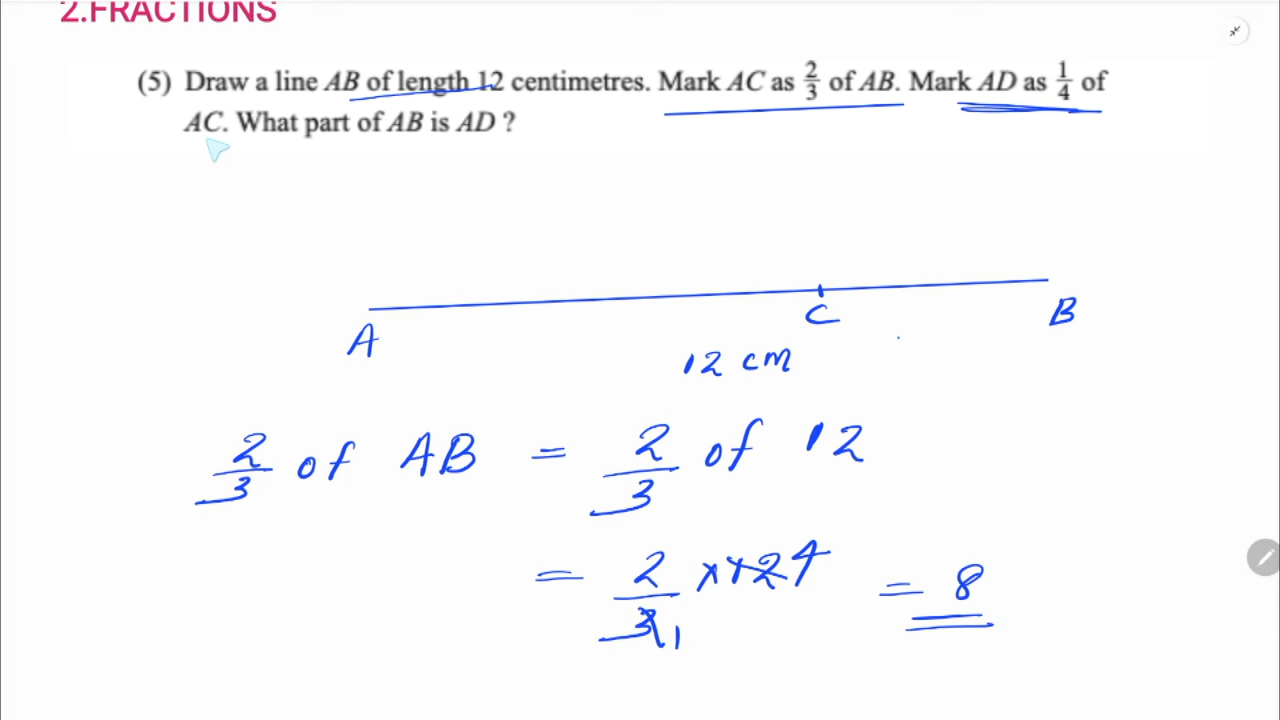 2.FRACTIONS
(5) Draw a line AB of length 12 centimetres. Mark AC as 2/3 of AB. Mark AD as 1/4 of
AC. What part of AB is AD ?
A C B
12 cm
2/3 of AB = 2/3 of 12
= 2/3 1 × 12 4 = 8